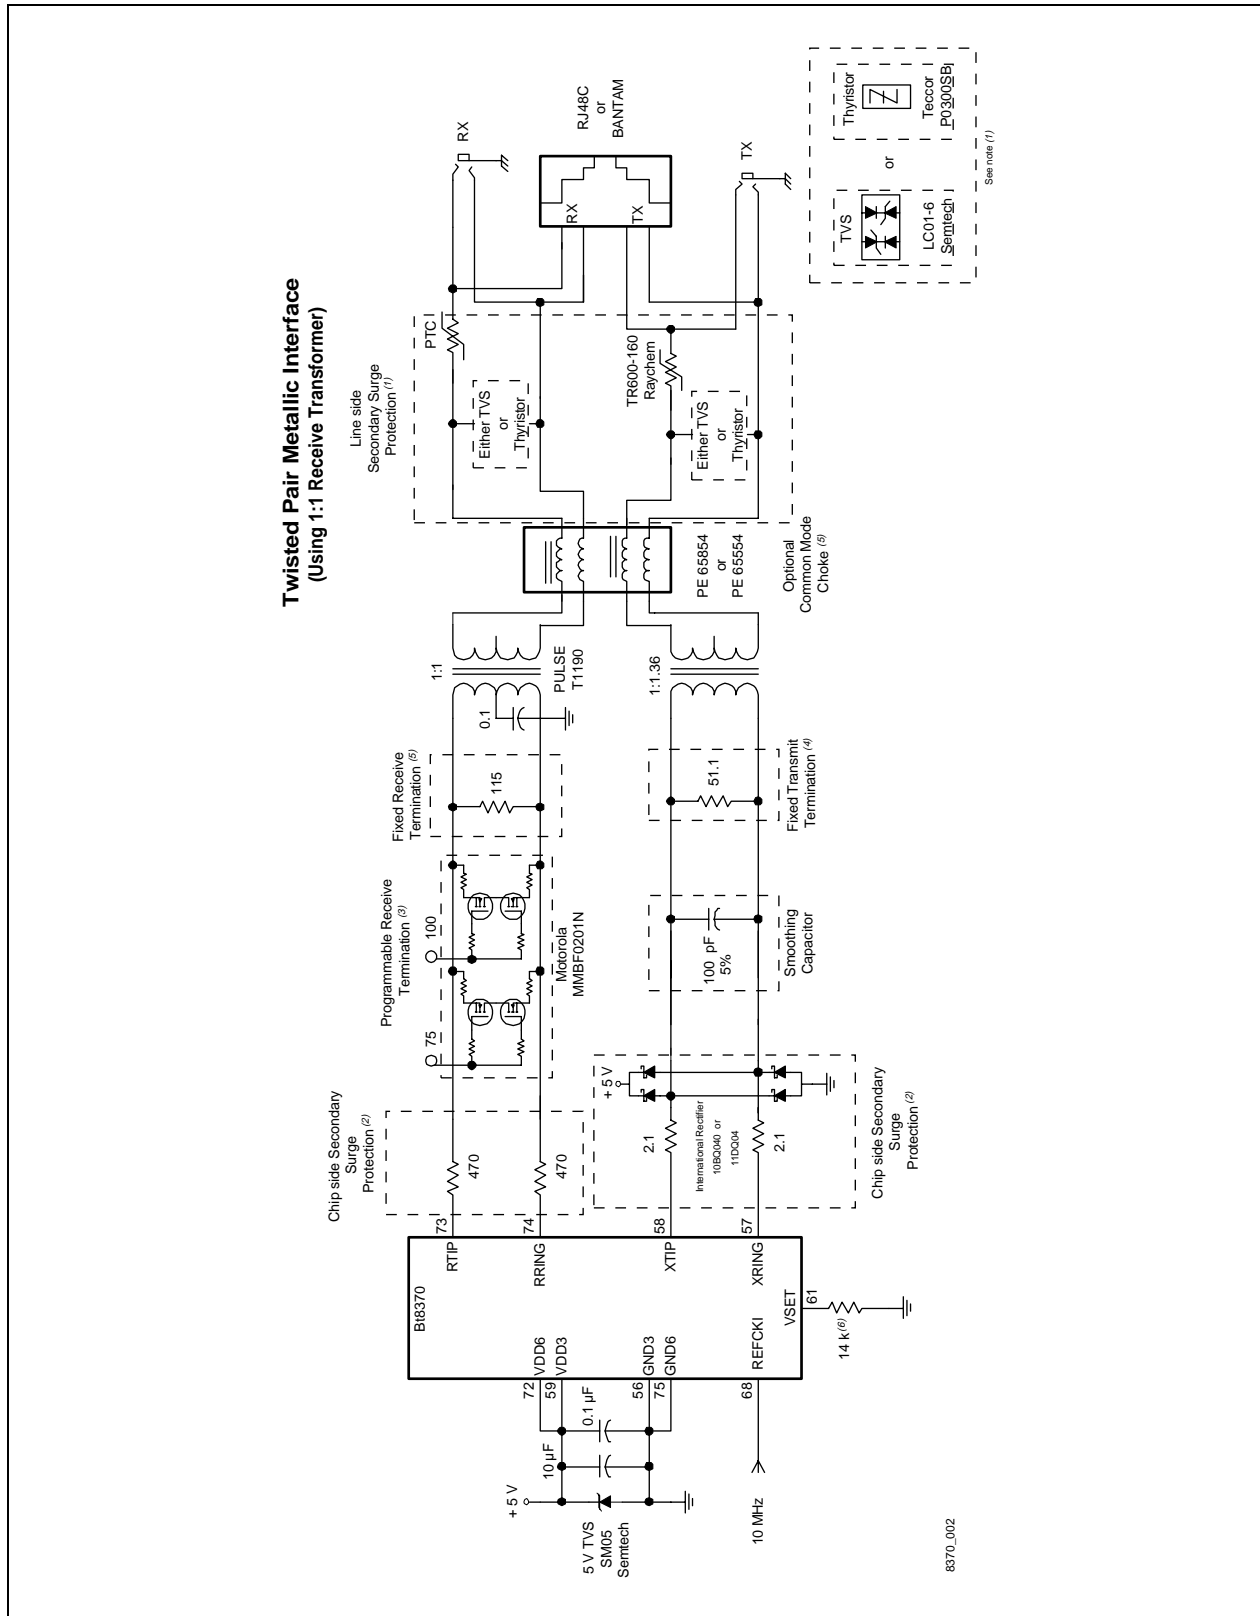 Twisted Pair Metallic Interface
(Using 1:1 Receive Transformer)
Chip side Secondary
Surge
Protection (2)
Programmable Receive
Termination (3)
Fixed Receive
Termination (5)
Line side
Secondary Surge
Protection (1)
470
470
75
100
Motorola
MMBF0201N
115
0.1
1:1
PULSE
T1190
PTC
Either TVS
or
Thyristor
RX
RJ48C
or
BANTAM
RX
TX
TX
Bt8370
73
RTIP
74
RRING
58
XTIP
57
XRING
72
VDD6
59
VDD3
56
GND3
75
GND6
68
REFCKI
VSET
61
14 k (6)
+ 5 V
10 µF
0.1 µF
5 V TVS
SM05
Semtech
10 MHz
+ 5 V
2.1
International Rectifier
10BQ040 or
11DQ04
2.1
Chip side Secondary
Surge
Protection (2)
100 pF
5%
Smoothing
Capacitor
51.1
Fixed Transmit
Termination (4)
1:1.36
PE 65854
or
PE 65554
Optional
Common Mode
Choke (5)
TR600-160
Raychem
Either TVS
or
Thyristor
TVS
LC01-6
Semtech
or
Thyristor
Teccor
P0300SB
See note (1)
8370_002